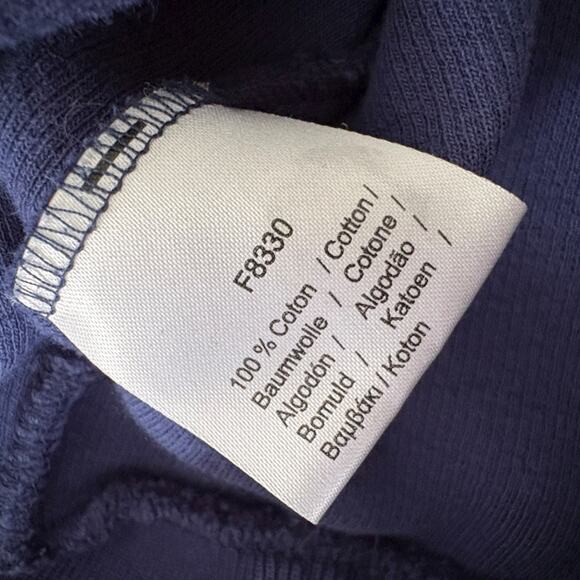 F8330
100 % Coton / Cotton /
Baumwolle / Cotone /
Algodón / Algodão /
Bomuld / Katoen /
Βαμβάκι / Koton